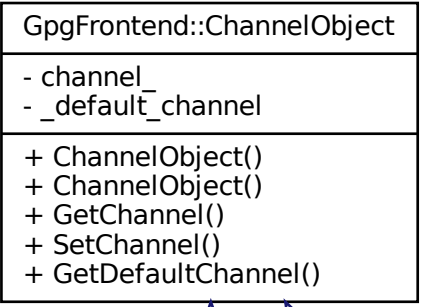 GpgFrontend::ChannelObject
- channel_
- _default_channel
+ ChannelObject()
+ ChannelObject()
+ GetChannel()
+ SetChannel()
+ GetDefaultChannel()